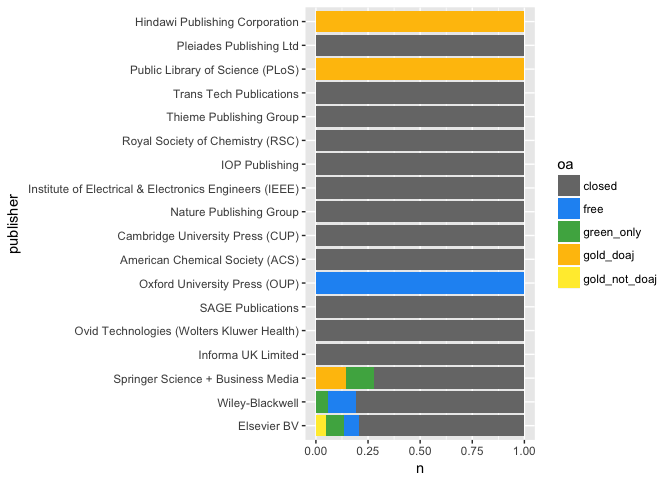 Hindawi Publishing Corporation
Pleiades Publishing Ltd
Public Library of Science (PLoS)
Trans Tech Publications
Thieme Publishing Group
Royal Society of Chemistry (RSC)
IOP Publishing
Institute of Electrical & Electronics Engineers (IEEE)
Nature Publishing Group
Cambridge University Press (CUP)
American Chemical Society (ACS)
Oxford University Press (OUP)
SAGE Publications
Ovid Technologies (Wolters Kluwer Health)
Informa UK Limited
Springer Science + Business Media
Wiley-Blackwell
Elsevier BV
publisher
0.00 0.25 0.50 0.75 1.00
n
oa
closed
free
green_only
gold_doaj
gold_not_doaj